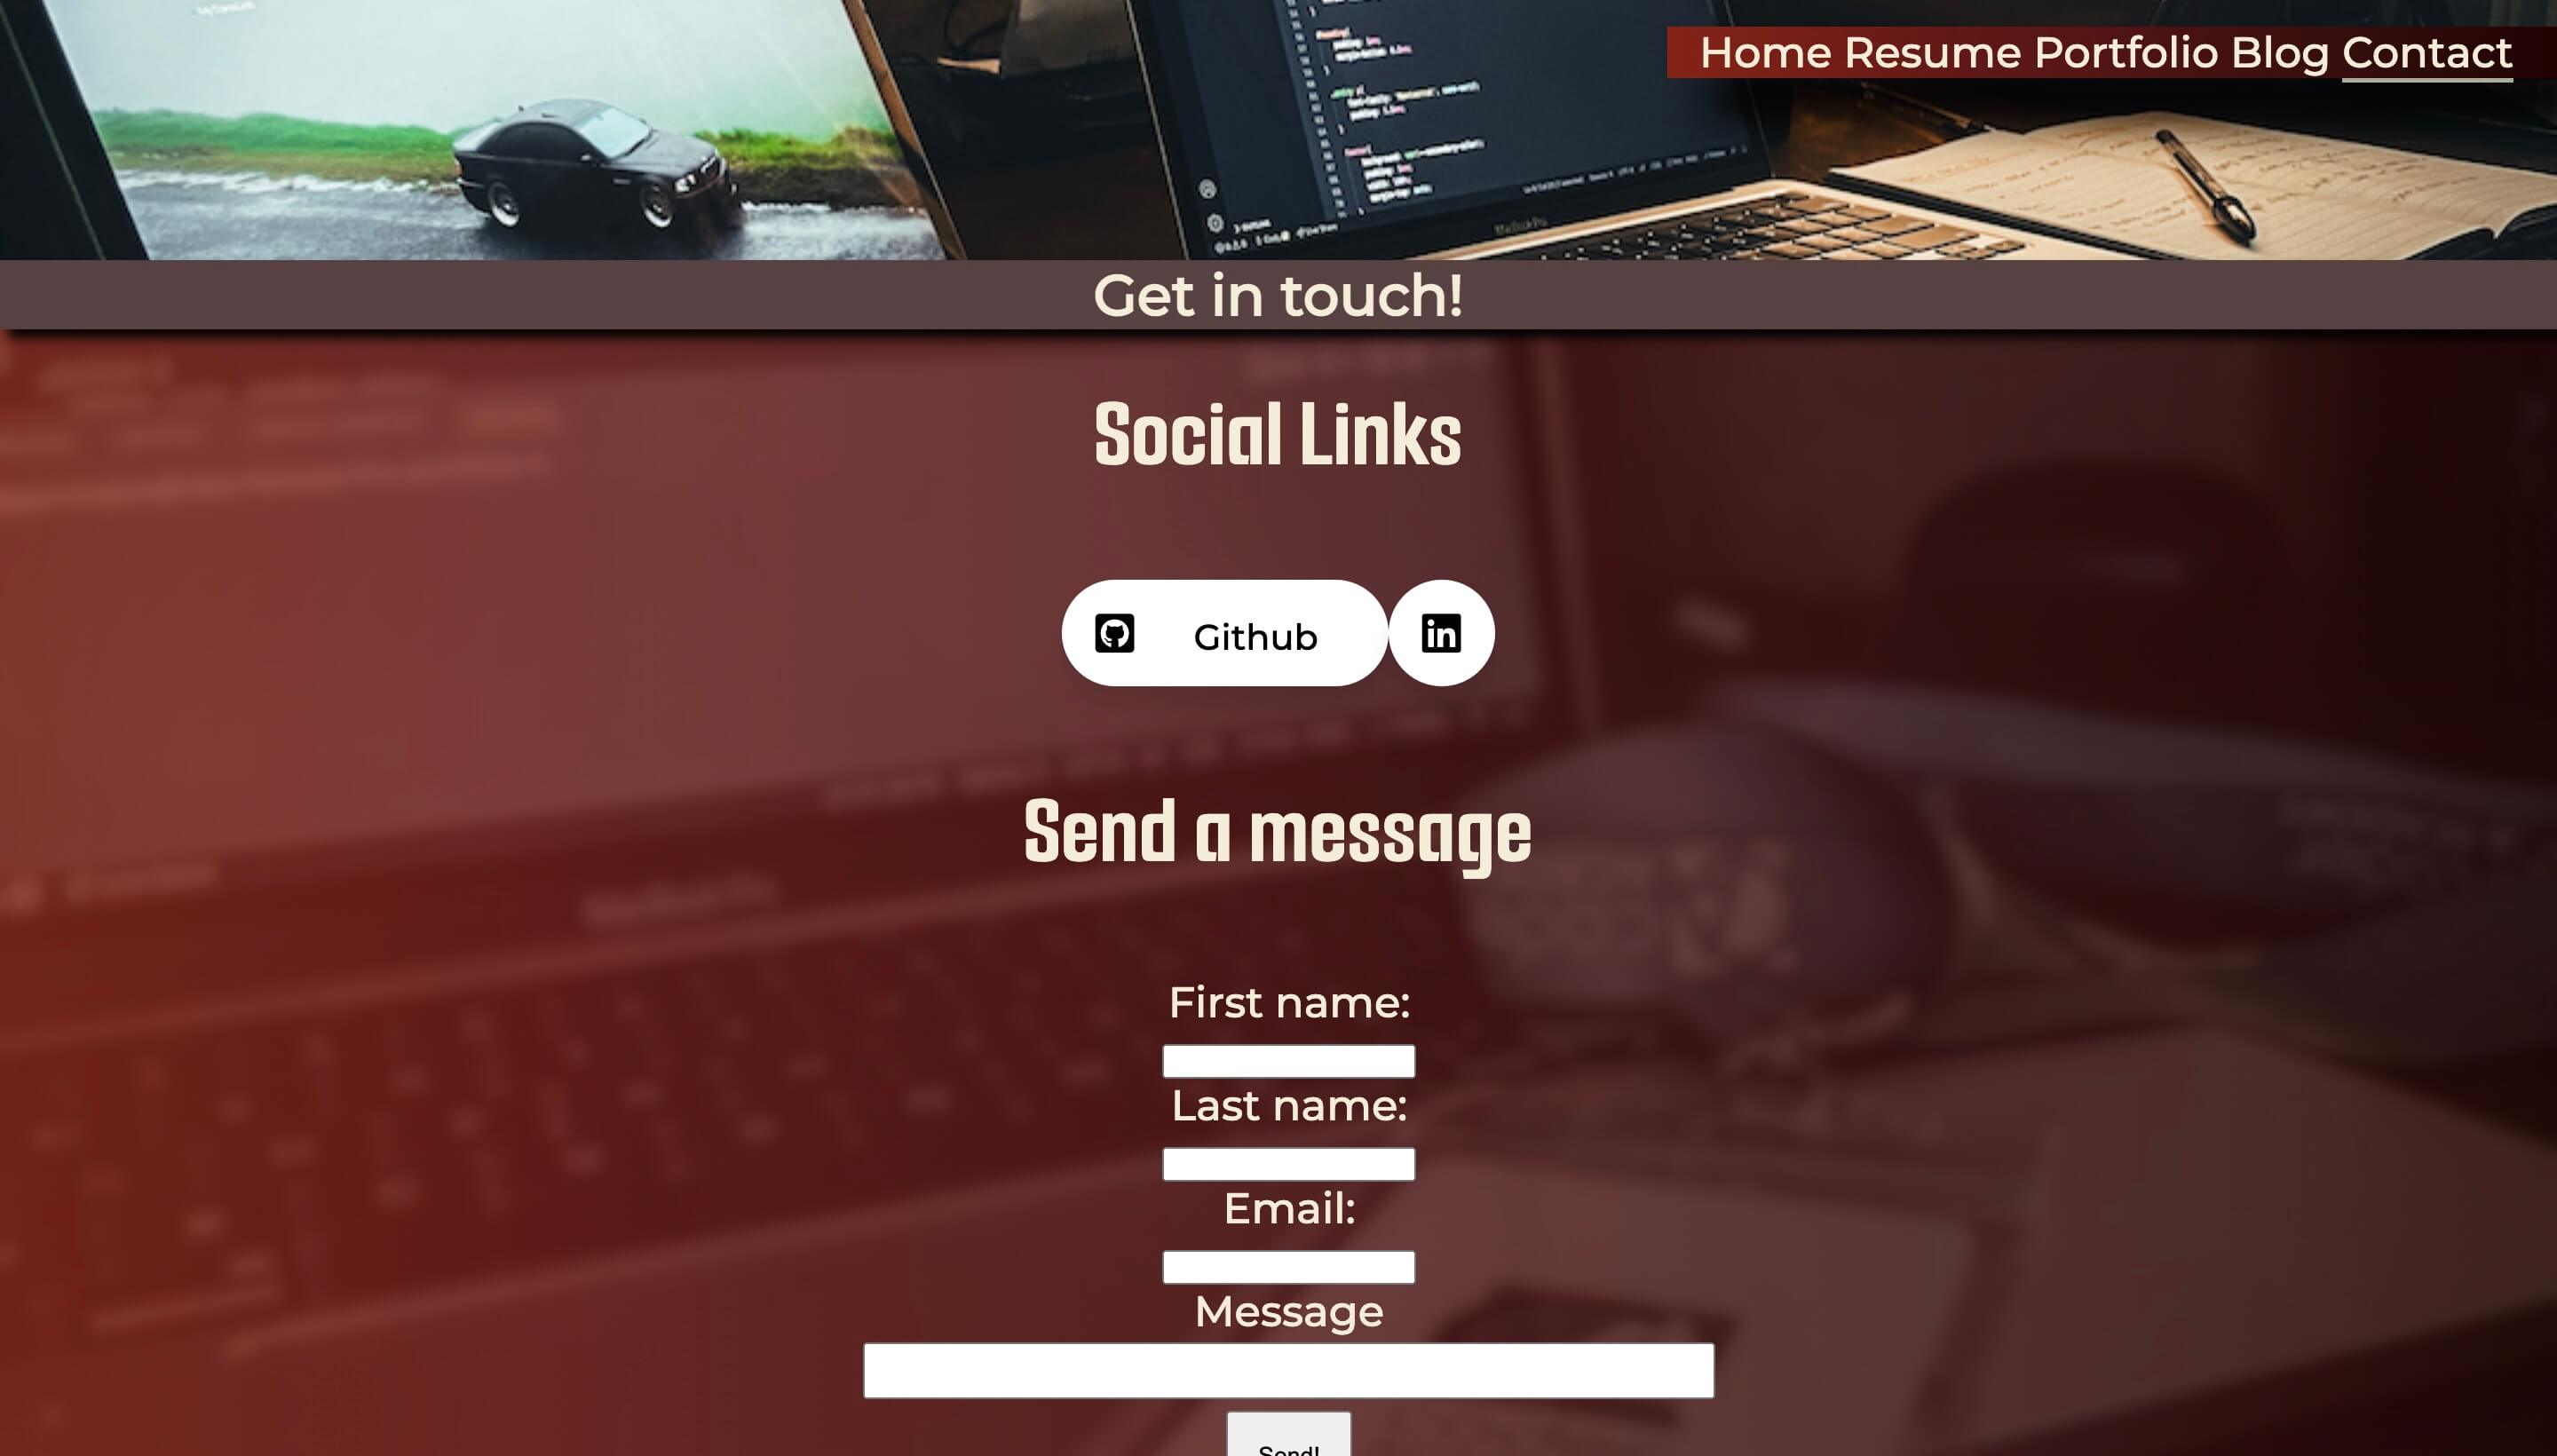 Home Resume Portfolio Blog Contact
Get in touch!
Social Links
Github
in
Send a message
First name:
Last name:
Email:
Message
Send!